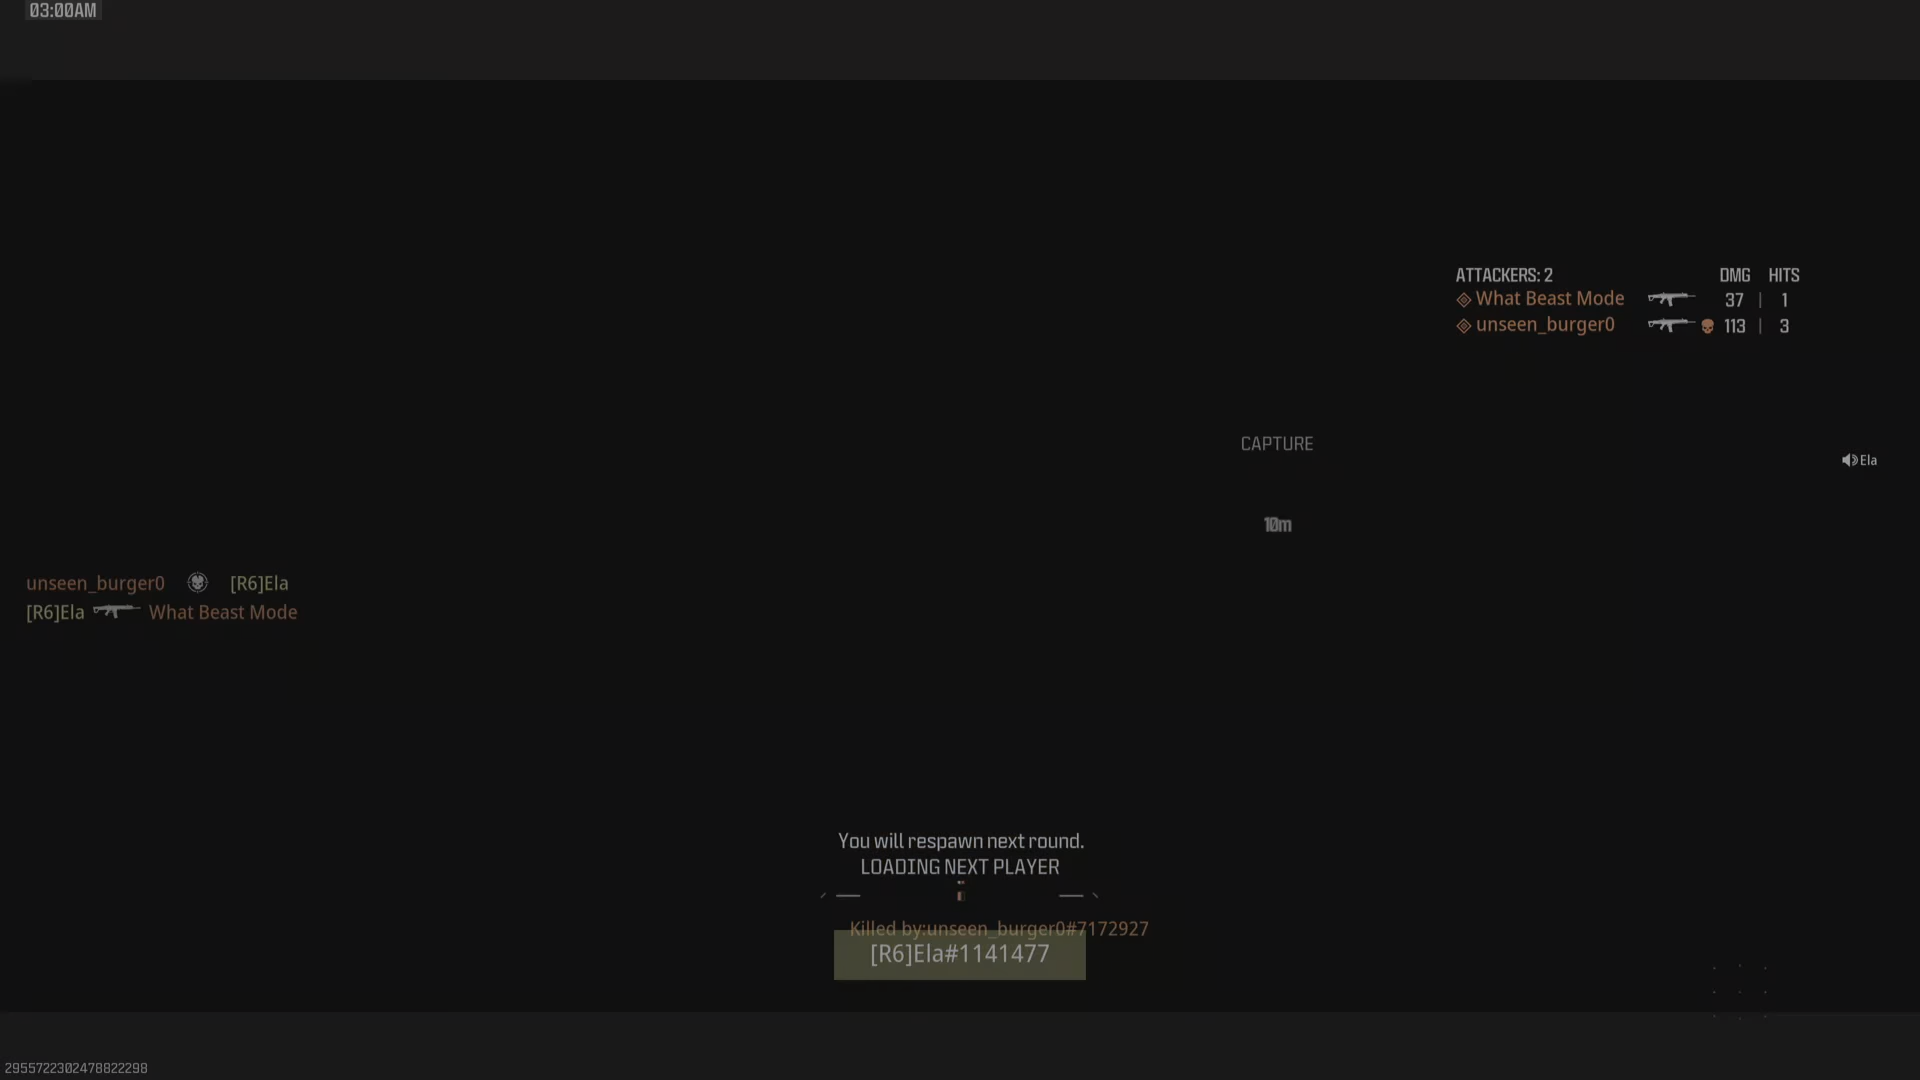 03:00AM
ATTACKERS: 2 DMG HITS
What Beast Mode 37 | 1
unseen_burger0 113 | 3
CAPTURE
Ela
10m
unseen_burger0 [R6]Ela
[R6]Ela What Beast Mode
You will respawn next round.
LOADING NEXT PLAYER
Killed by:unseen_burger0#7172927
[R6]Ela#1141477
2955722302478822298